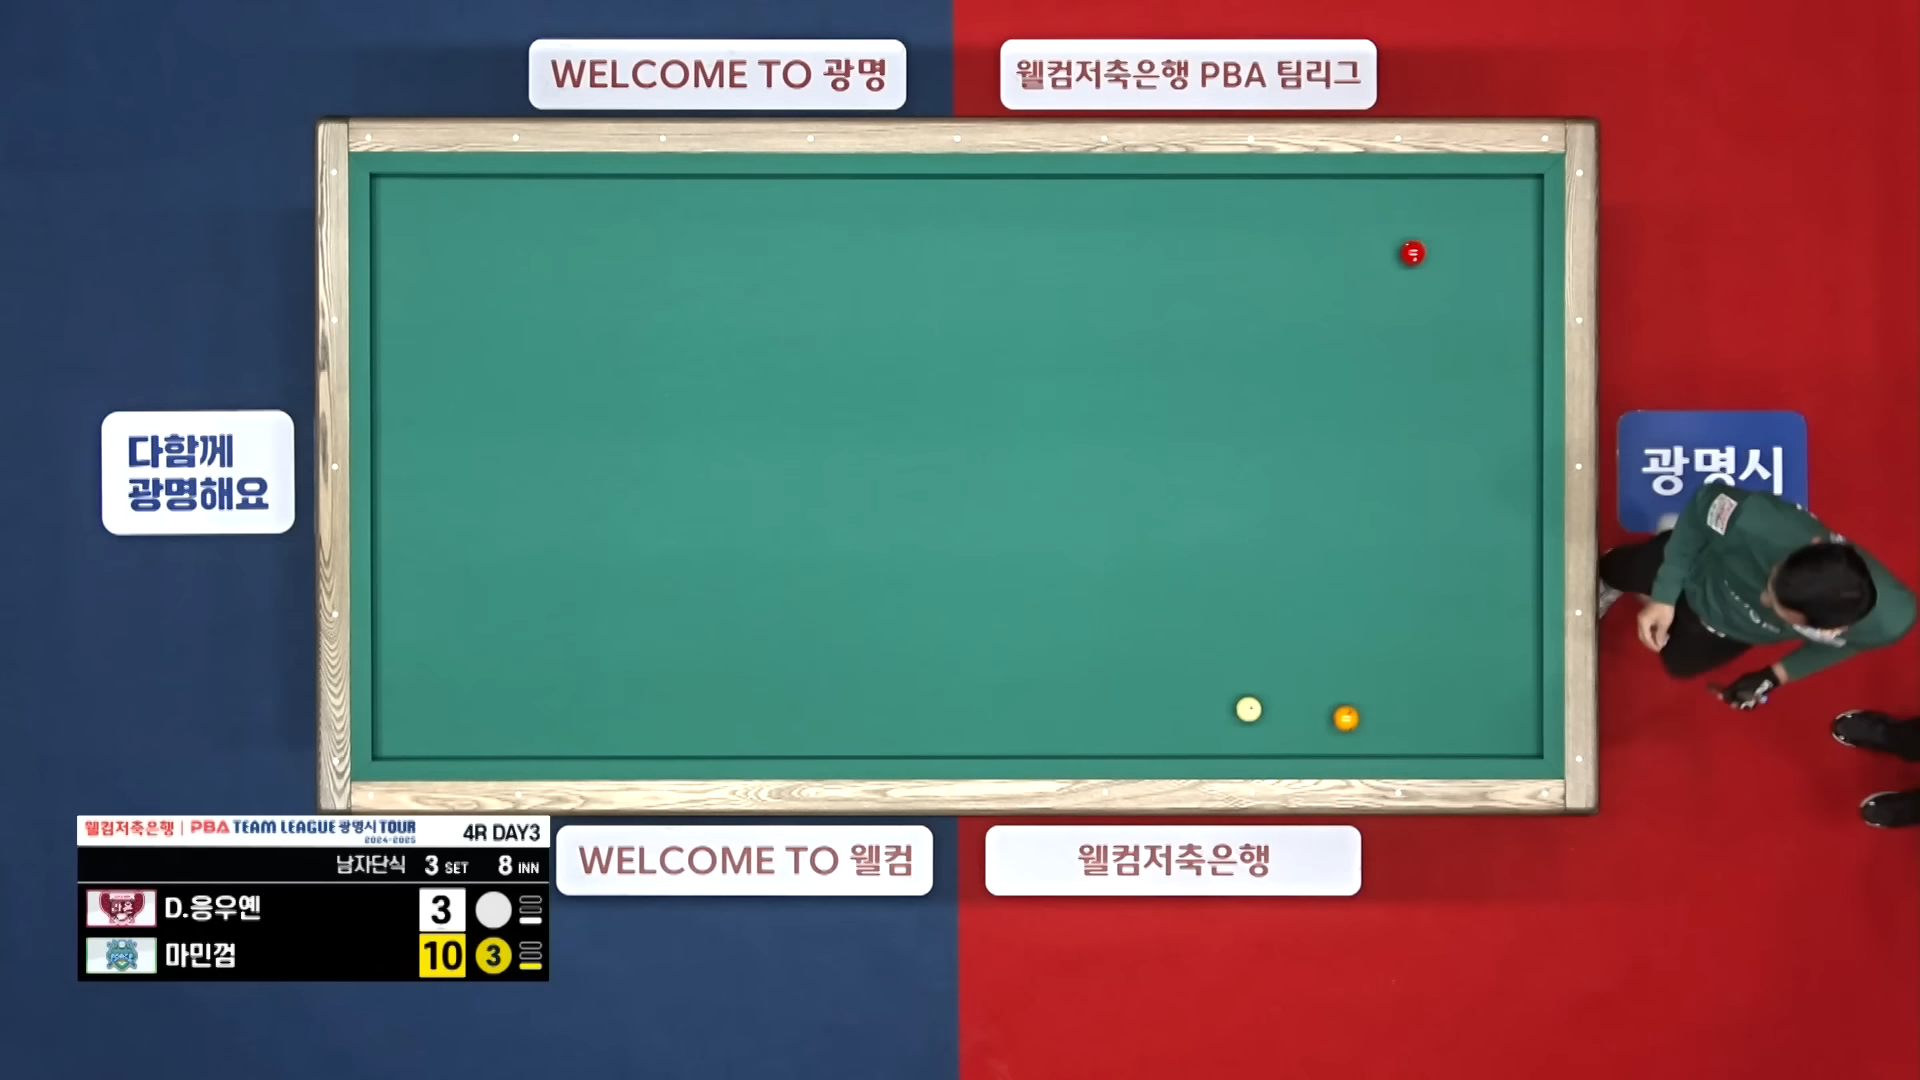 WELCOME TO 광명
웰컴저축은행 PBA 팀리그
다함께
광명해요
광명시
웰컴저축은행 | PBA TEAM LEAGUE 광명시 TOUR
2024-2025
4R DAY3
남자단식 3 SET 8 INN
D.응우옌 3
마민껌 10 3
WELCOME TO 웰컴
웰컴저축은행